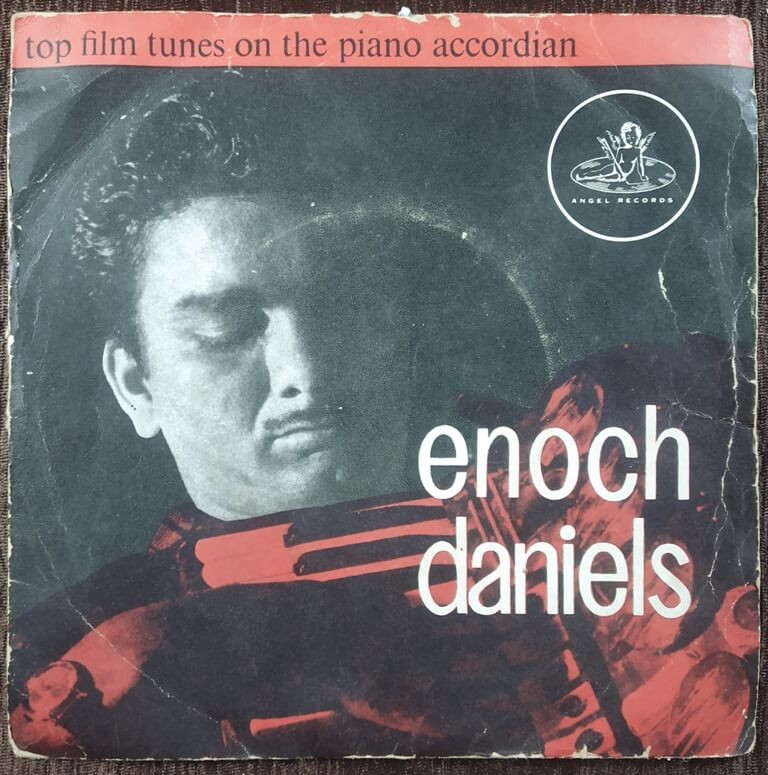 top film tunes on the piano accordian
ANGEL RECORDS
enoch
daniels